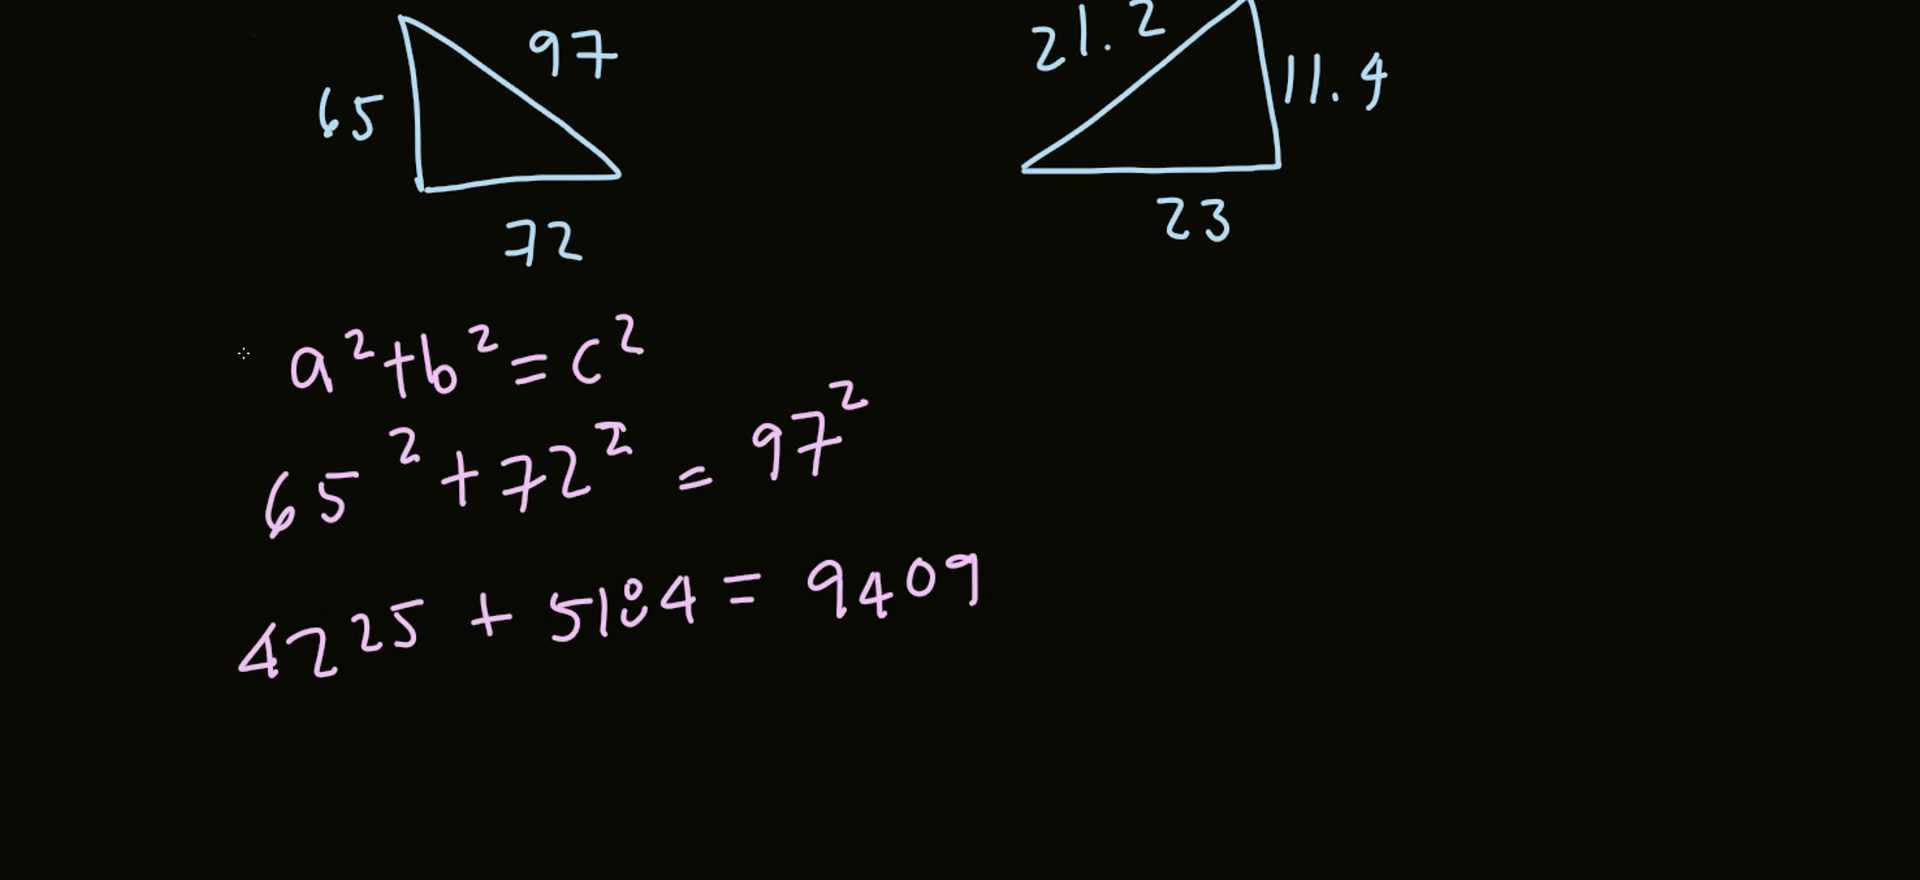 97
65
72
21.2
11.4
23
a²+b²=c²
65²+72² = 97²
4225 + 5184 = 9409